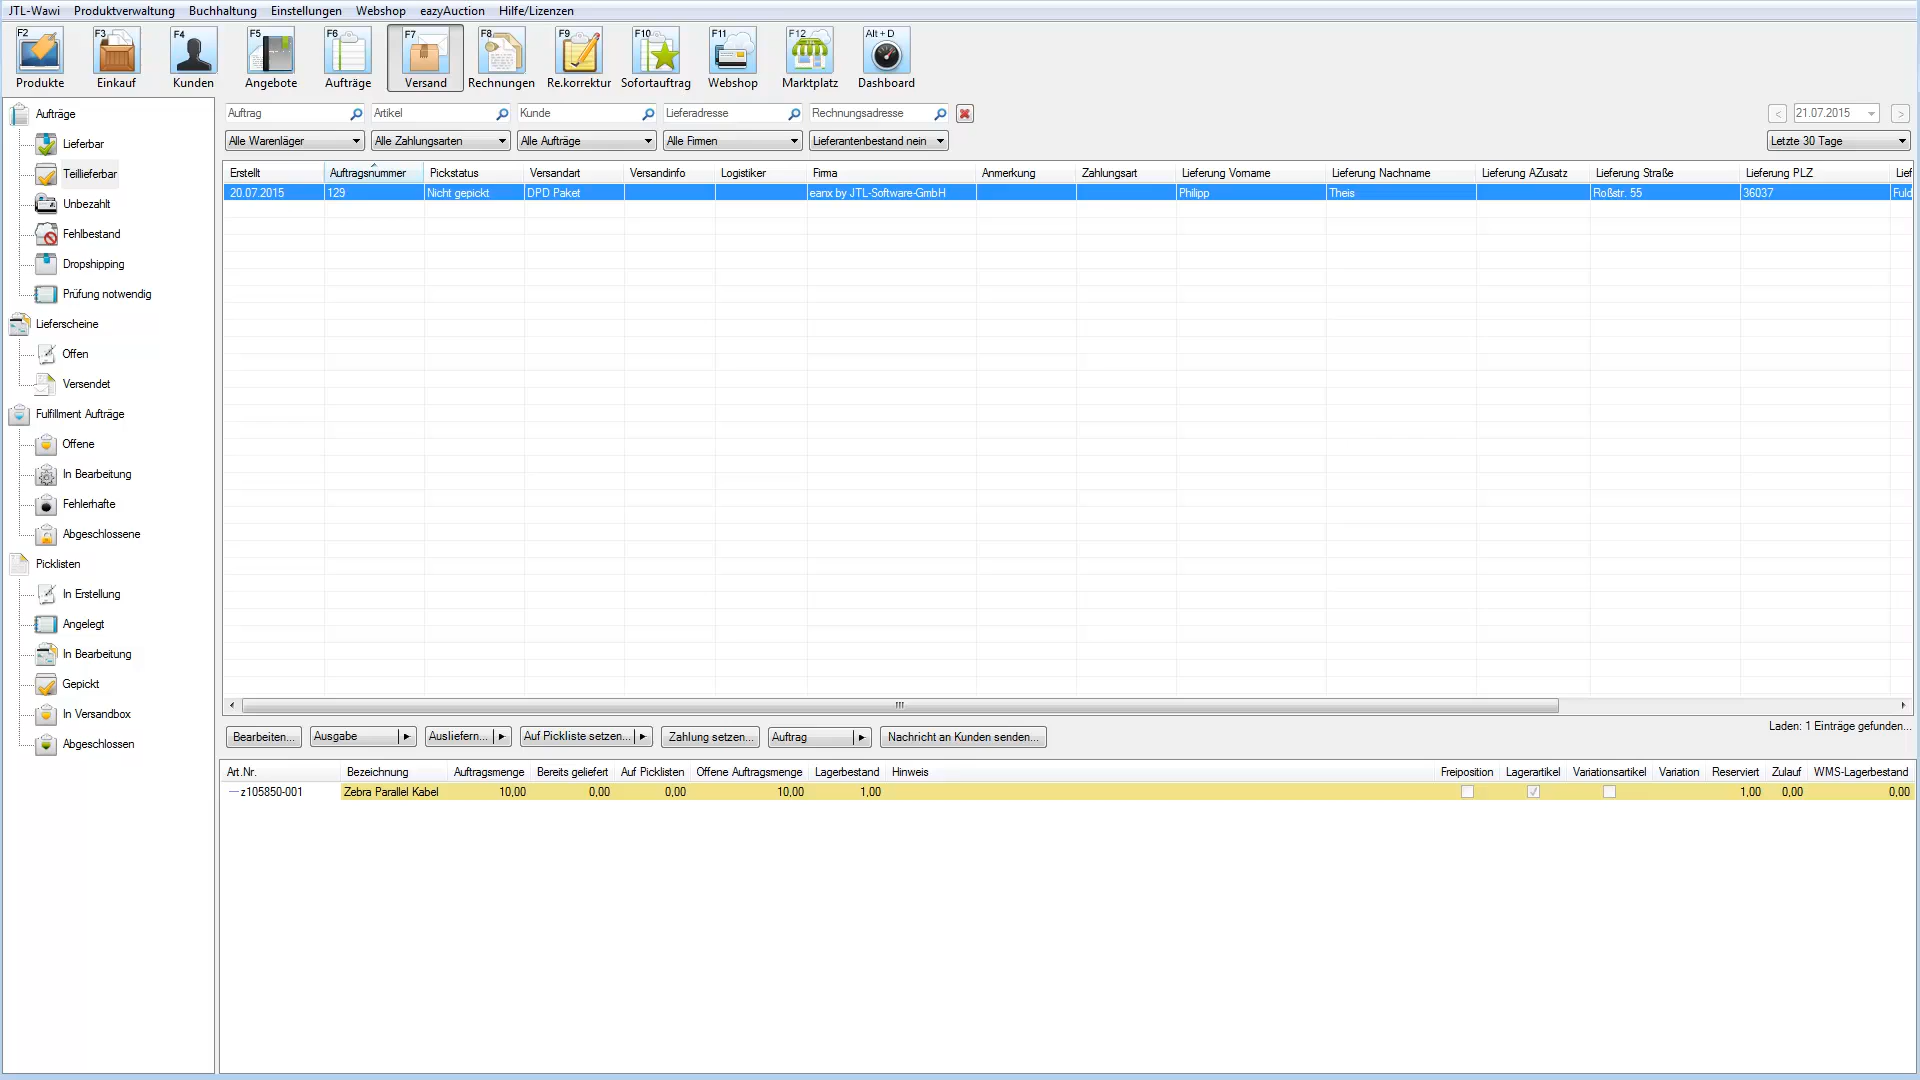 JTL-Wawi Produktverwaltung Buchhaltung Einstellungen Webshop eazyAuction Hilfe/Lizenzen
F2 F3 F4 F5 F6 F7 F8 F9 F10 F11 F12 Alt + D
Produkte Einkauf Kunden Angebote Aufträge Versand Rechnungen Re.korrektur Sofortauftrag Webshop Marktplatz Dashboard
Aufträge
Lieferbar
Teillieferbar
Unbezahlt
Fehlbestand
Dropshipping
Prüfung notwendig
Lieferscheine
Offen
Versendet
Fulfillment Aufträge
Offene
In Bearbeitung
Fehlerhafte
Abgeschlossene
Picklisten
In Erstellung
Angelegt
In Bearbeitung
Gepickt
In Versandbox
Abgeschlossen
Auftrag Artikel Kunde Lieferadresse Rechnungsadresse < 21.07.2015 >
Alle Warenläger Alle Zahlungsarten Alle Aufträge Alle Firmen Lieferantenbestand nein Letzte 30 Tage
Erstellt Auftragsnummer Pickstatus Versandart Versandinfo Logistiker Firma Anmerkung Zahlungsart Lieferung Vorname Lieferung Nachname Lieferung AZusatz Lieferung Straße Lieferung PLZ Lief
20.07.2015 129 Nicht gepickt DPD Paket eanx by JTL-Software-GmbH Philipp Theis Roßstr. 55 36037 Fuld
Laden: 1 Einträge gefunden...
Bearbeiten... Ausgabe Ausliefern... Auf Pickliste setzen... Zahlung setzen... Auftrag Nachricht an Kunden senden...
Art.Nr. Bezeichnung Auftragsmenge Bereits geliefert Auf Picklisten Offene Auftragsmenge Lagerbestand Hinweis Freiposition Lagerartikel Variationsartikel Variation Reserviert Zulauf WMS-Lagerbestand
z105850-001 Zebra Parallel Kabel 10,00 0,00 0,00 10,00 1,00 1,00 0,00 0,00